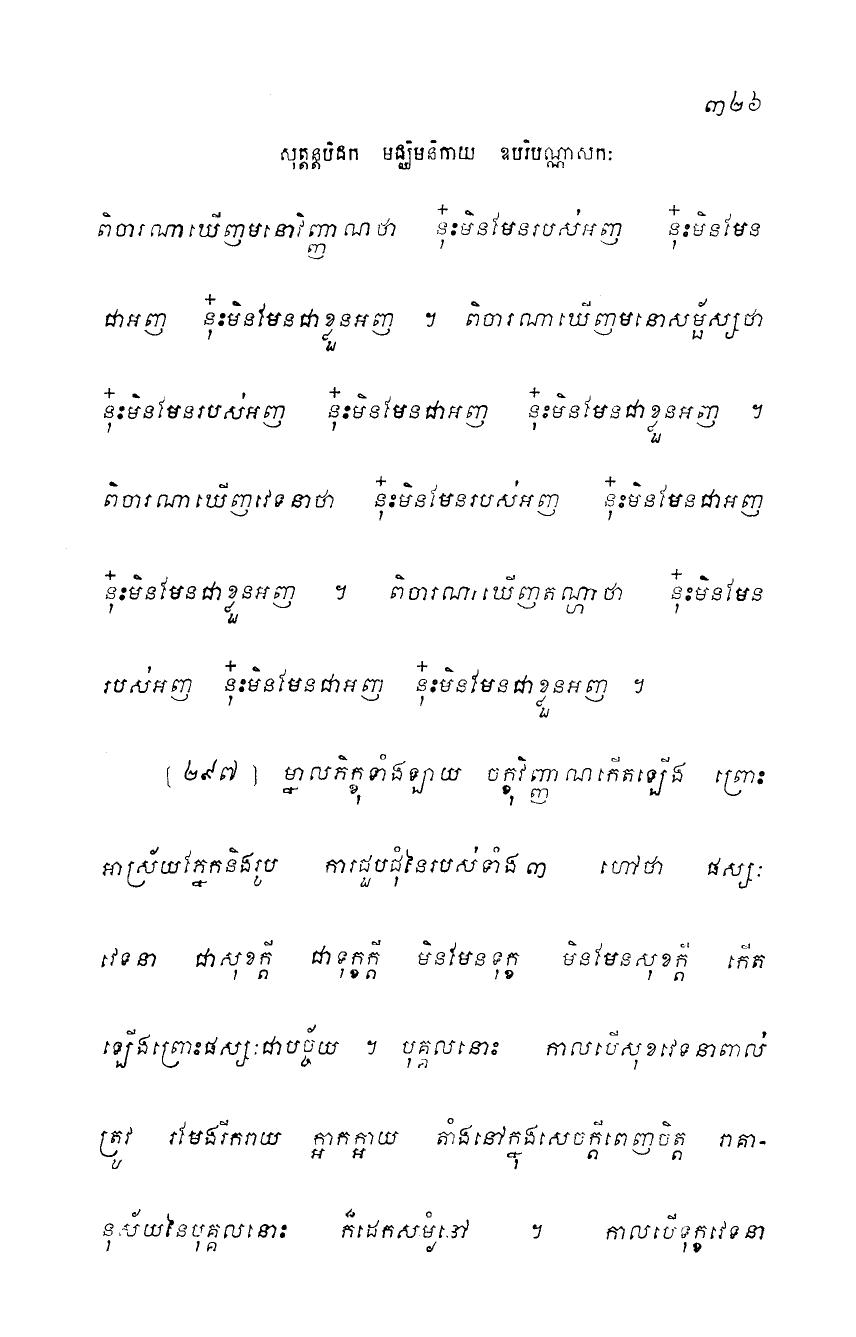 ៣២៦
សុត្តន្តបិដក មជ្ឈិមនិកាយ ឧបរិបណ្ណាសកៈ
ពិចារណាឃើញមនោវិញ្ញាណថា នុ៎ះមិនមែនរបស់អញ នុ៎ះមិនមែន
ជាអញ នុ៎ះមិនមែនជាខ្លួនអញ ។ ពិចារណាឃើញមនោសម្ផ័ស្សថា
នុ៎ះមិនមែនរបស់អញ នុ៎ះមិនមែនជាអញ នុ៎ះមិនមែនជាខ្លួនអញ ។
ពិចារណាឃើញវេទនាថា នុ៎ះមិនមែនរបស់អញ នុ៎ះមិនមែនជាអញ
នុ៎ះមិនមែនជាខ្លួនអញ ។ ពិចារណាឃើញតណ្ហាថា នុ៎ះមិនមែន
របស់អញ នុ៎ះមិនមែនជាអញ នុ៎ះមិនមែនជាខ្លួនអញ ។
[២៩៧] ម្នាលភិក្ខុទាំងឡាយ ចក្ខុវិញ្ញាណកើតឡើង ព្រោះ
អាស្រ័យភ្នែកនិងរូប ការជួបជុំនៃរបស់ទាំង ៣ ហៅថា ផស្សៈ
វេទនា ជាសុខក្តី ជាទុក្ខក្តី មិនមែនទុក្ខ មិនមែនសុខក្តី កើត
ឡើងព្រោះផស្សៈជាបច្ច័យ ។ បុគ្គលនោះ កាលបើសុខវេទនាពាល់
ត្រូវ រមែងរីករាយ ក្អាកក្អាយ តាំងនៅក្នុងសេចក្តីពេញចិត្ត រាគា-
នុស័យនៃបុគ្គលនោះ ក៏ដេកសម្ងំនៅ ។ កាលបើទុក្ខវេទនា